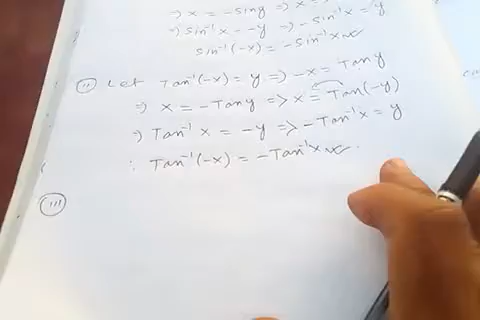 ⇒ x = -siny ⇒ x =
⇒ sin⁻¹x = -y ⇒ -sin⁻¹x = y
sin⁻¹(-x) = -sin⁻¹x
(ii) Let Tan⁻¹(-x) = y ⇒ -x = Tan y
⇒ x = -Tan y => x = Tan(-y)
⇒ Tan⁻¹x = -y => -Tan⁻¹x = y
∴ Tan⁻¹(-x) = -Tan⁻¹x
(iii)